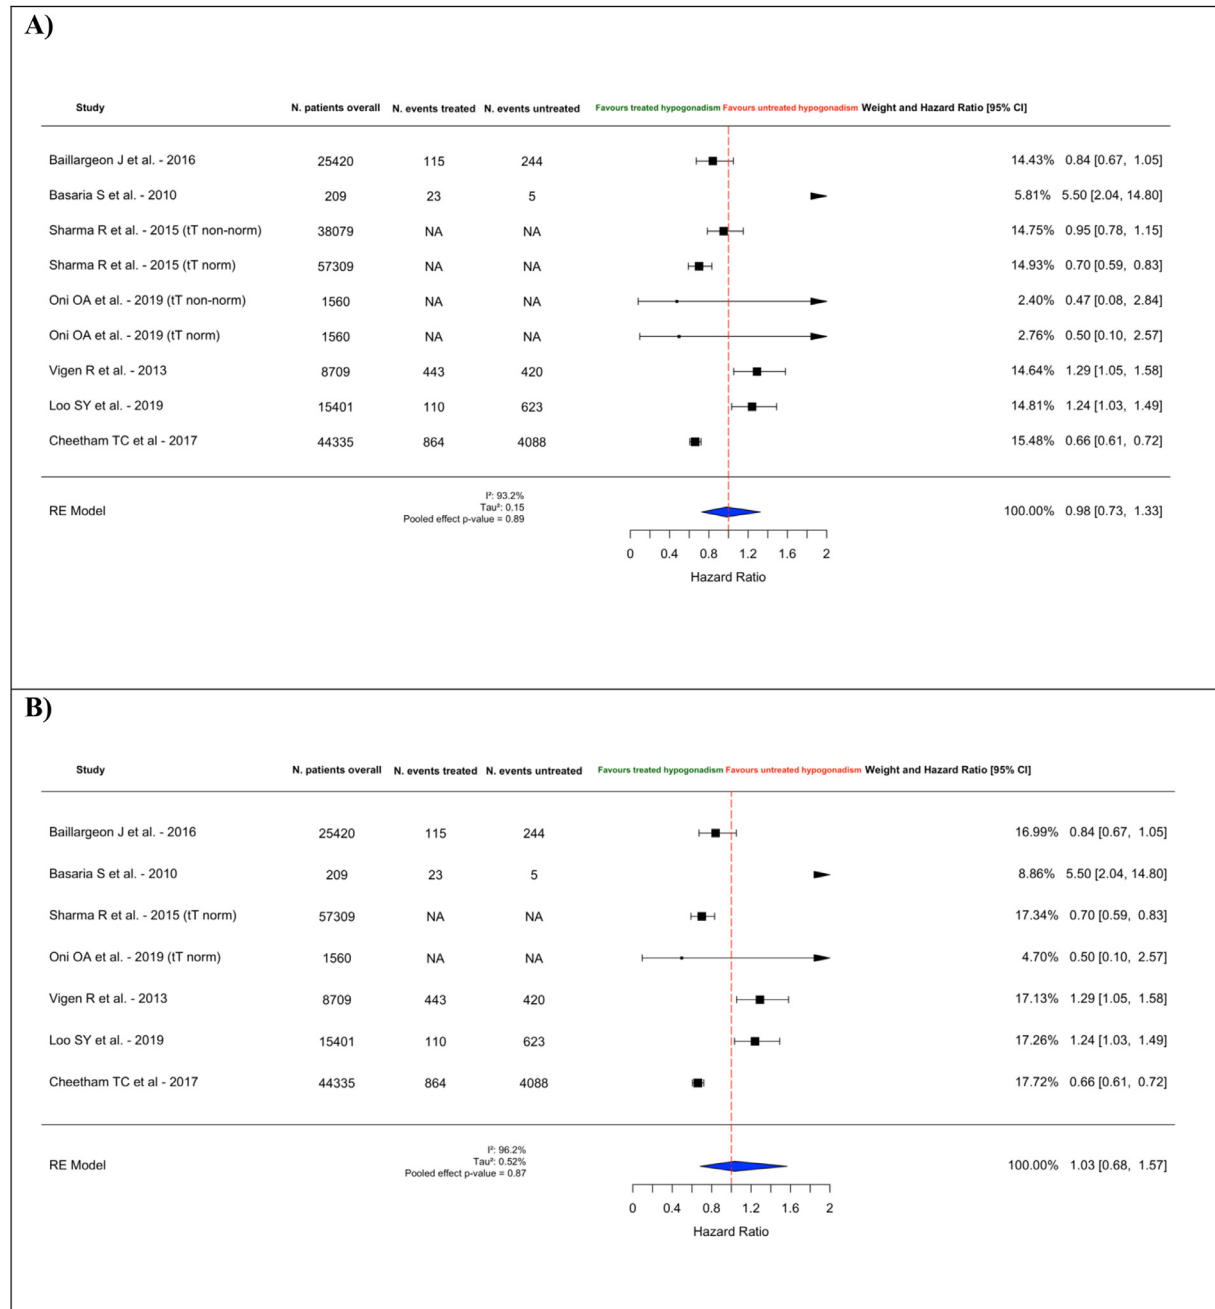 A)
Study N. patients overall N. events treated N. events untreated Favours treated hypogonadism Favours untreated hypogonadism Weight and Hazard Ratio [95% CI]
Baillargeon J et al. - 2016 25420 115 244 14.43% 0.84 [0.67, 1.05]
Basaria S et al. - 2010 209 23 5 5.81% 5.50 [2.04, 14.80]
Sharma R et al. - 2015 (tT non-norm) 38079 NA NA 14.75% 0.95 [0.78, 1.15]
Sharma R et al. - 2015 (tT norm) 57309 NA NA 14.93% 0.70 [0.59, 0.83]
Oni OA et al. - 2019 (tT non-norm) 1560 NA NA 2.40% 0.47 [0.08, 2.84]
Oni OA et al. - 2019 (tT norm) 1560 NA NA 2.76% 0.50 [0.10, 2.57]
Vigen R et al. - 2013 8709 443 420 14.64% 1.29 [1.05, 1.58]
Loo SY et al. - 2019 15401 110 623 14.81% 1.24 [1.03, 1.49]
Cheetham TC et al - 2017 44335 864 4088 15.48% 0.66 [0.61, 0.72]
I²: 93.2%
Tau²: 0.15
Pooled effect p-value = 0.89
RE Model 100.00% 0.98 [0.73, 1.33]
0 0.4 0.8 1.2 1.6 2
Hazard Ratio
B)
Study N. patients overall N. events treated N. events untreated Favours treated hypogonadism Favours untreated hypogonadism Weight and Hazard Ratio [95% CI]
Baillargeon J et al. - 2016 25420 115 244 16.99% 0.84 [0.67, 1.05]
Basaria S et al. - 2010 209 23 5 8.86% 5.50 [2.04, 14.80]
Sharma R et al. - 2015 (tT norm) 57309 NA NA 17.34% 0.70 [0.59, 0.83]
Oni OA et al. - 2019 (tT norm) 1560 NA NA 4.70% 0.50 [0.10, 2.57]
Vigen R et al. - 2013 8709 443 420 17.13% 1.29 [1.05, 1.58]
Loo SY et al. - 2019 15401 110 623 17.26% 1.24 [1.03, 1.49]
Cheetham TC et al - 2017 44335 864 4088 17.72% 0.66 [0.61, 0.72]
I²: 96.2%
Tau²: 0.52%
Pooled effect p-value = 0.87
RE Model 100.00% 1.03 [0.68, 1.57]
0 0.4 0.8 1.2 1.6 2
Hazard Ratio